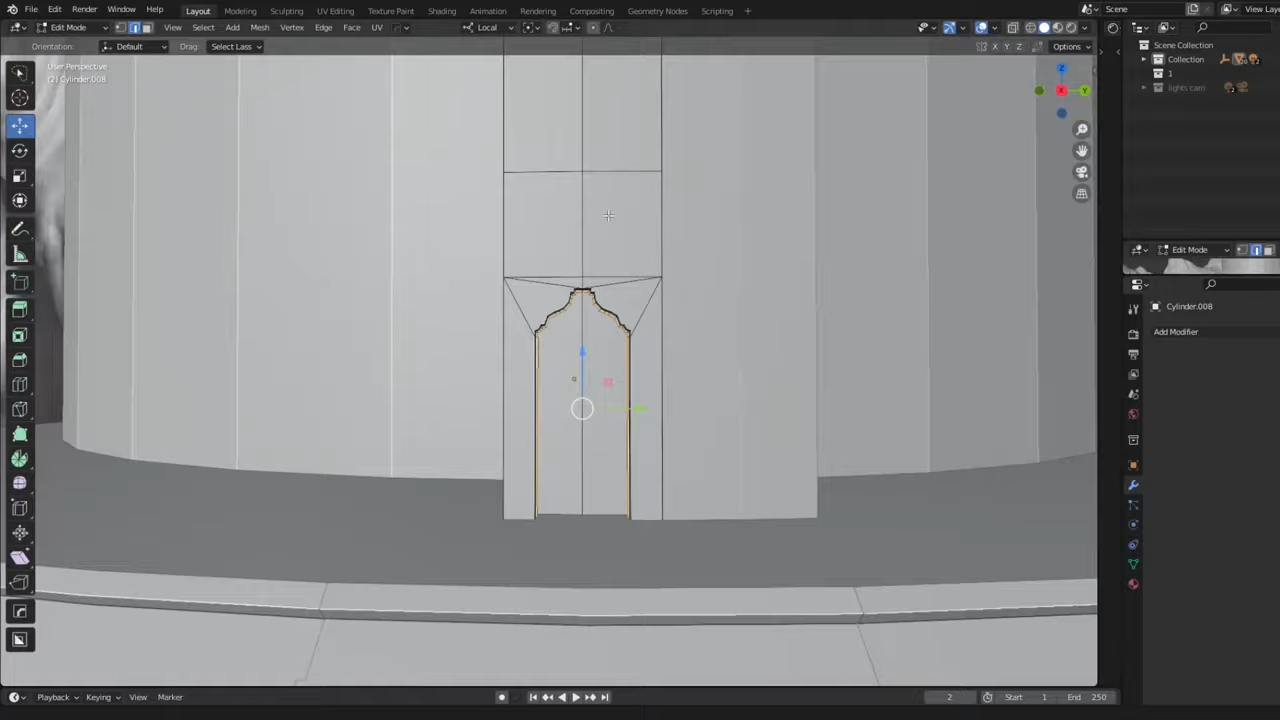 File Edit Render Window Help Layout Modeling Sculpting UV Editing Texture Paint Shading Animation Rendering Compositing Geometry Nodes Scripting + Scene View Lay
Edit Mode View Select Add Mesh Vertex Edge Face UV Local
Orientation: Default Drag: Select Lass X Y Z Options
User Perspective
(2) Cylinder.008
Z
X
Y
Scene Collection
Collection
1
lights cam
Edit Mode
Cylinder.008
Add Modifier
Playback Keying View Marker 2 Start 1 End 250